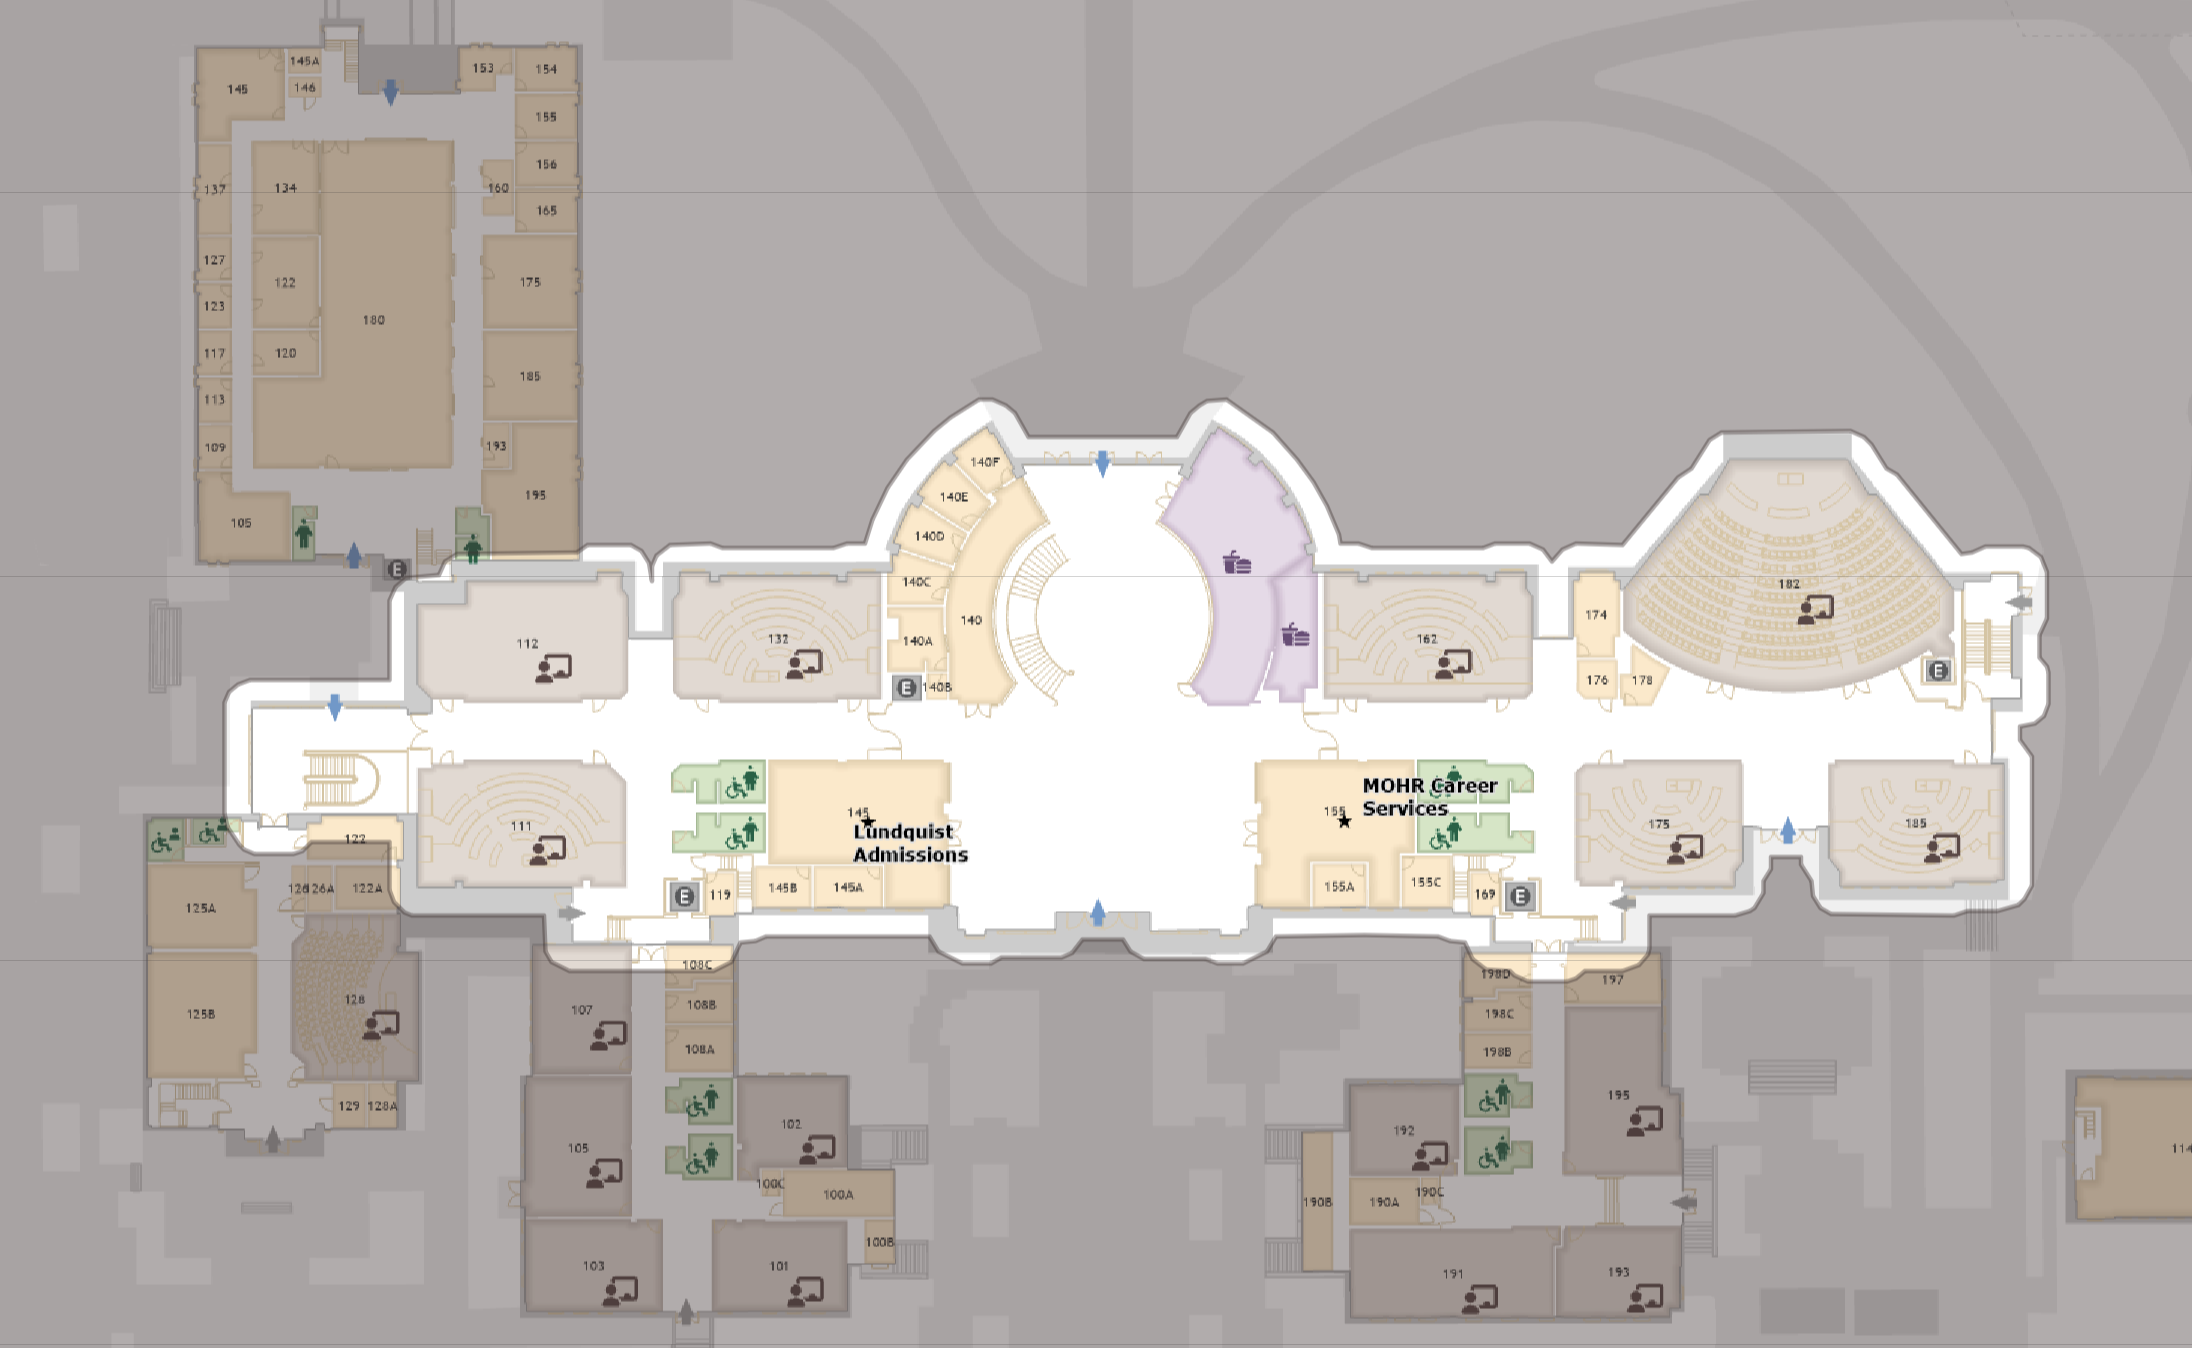 145
145A
146
153
154
155
156
137
134
160
165
127
122
175
123
180
117
120
185
113
109
193
195
105
E
140F
140E
140D
140C
140
140A
140B
E
112
132
162
174
182
176
178
E
111
145
Lundquist
Admissions
155
MOHR Career
Services
175
185
E
119
145B
145A
155A
155C
169
E
122
126
26A
122A
125A
125B
128
129
128A
108C
107
108B
108A
102
105
100C
100A
100B
103
101
198D
197
198C
198B
195
192
190B
190A
190C
191
193
114